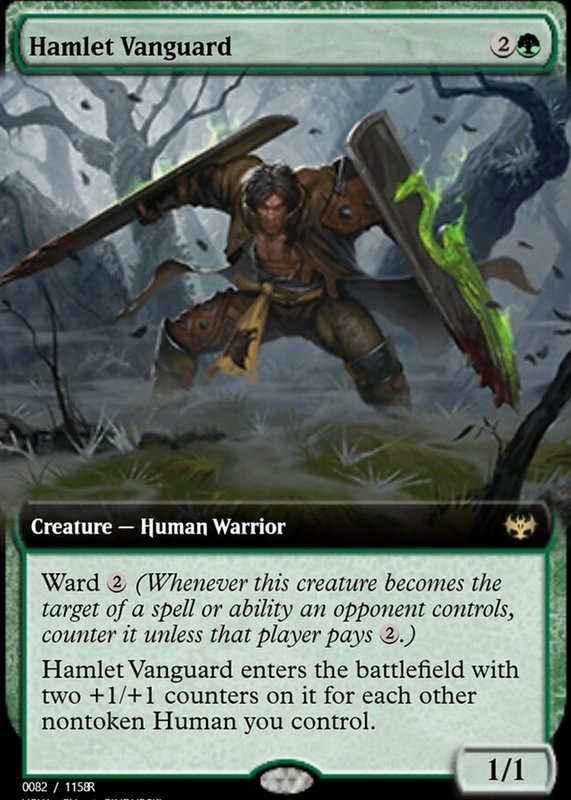 Hamlet Vanguard 2
Creature — Human Warrior
Ward 2 (Whenever this creature becomes the
target of a spell or ability an opponent controls,
counter it unless that player pays 2.)
Hamlet Vanguard enters the battlefield with
two +1/+1 counters on it for each other
nontoken Human you control.
1/1
0082 / 1158R